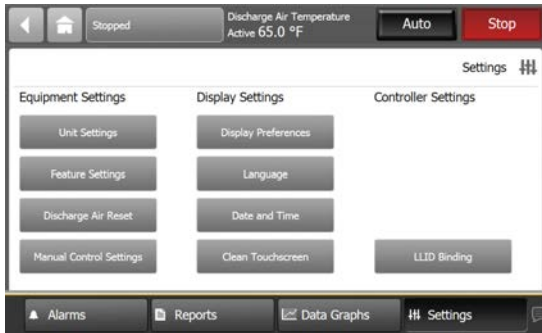 Stopped
Discharge Air Temperature
Active 65.0 °F
Auto
Stop
Settings
Equipment Settings
Display Settings
Controller Settings
Unit Settings
Display Preferences
Feature Settings
Language
Discharge Air Reset
Date and Time
Manual Control Settings
Clean Touchscreen
LLID Binding
Alarms
Reports
Data Graphs
Settings